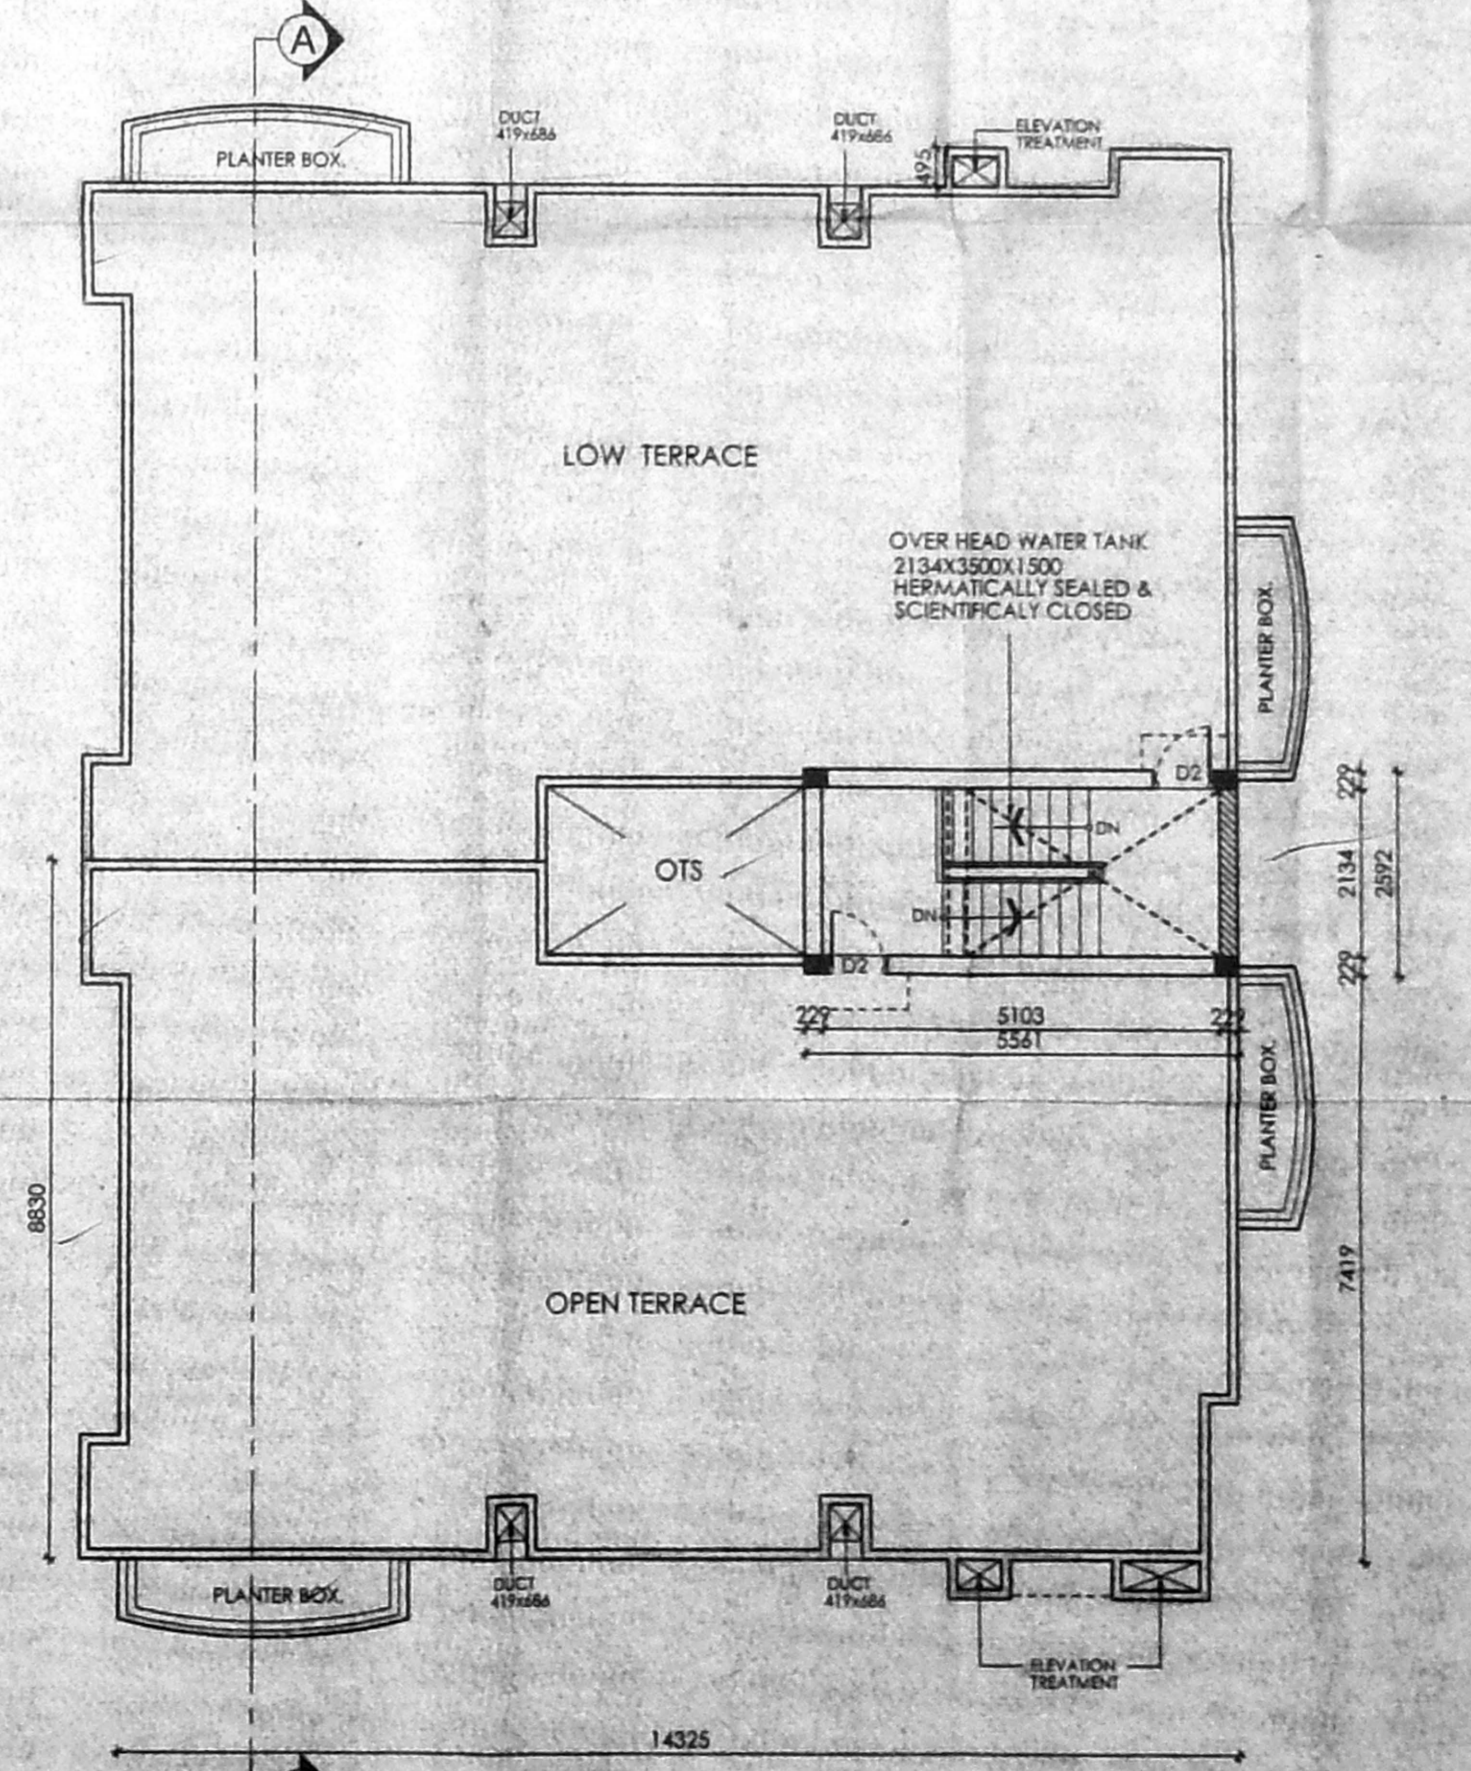 A
DUCT
419x686
DUCT
419x686
ELEVATION
TREATMENT
PLANTER BOX.
495
LOW TERRACE
OVER HEAD WATER TANK
2134X3500X1500
HERMATICALLY SEALED &
SCIENTIFICALY CLOSED
PLANTER BOX.
D2
229
DN
OTS
2134
2592
DN
D2
229
229
5103
229
5561
PLANTER BOX.
8830
7419
OPEN TERRACE
PLANTER BOX.
DUCT
419x686
DUCT
419x686
ELEVATION
TREATMENT
14325